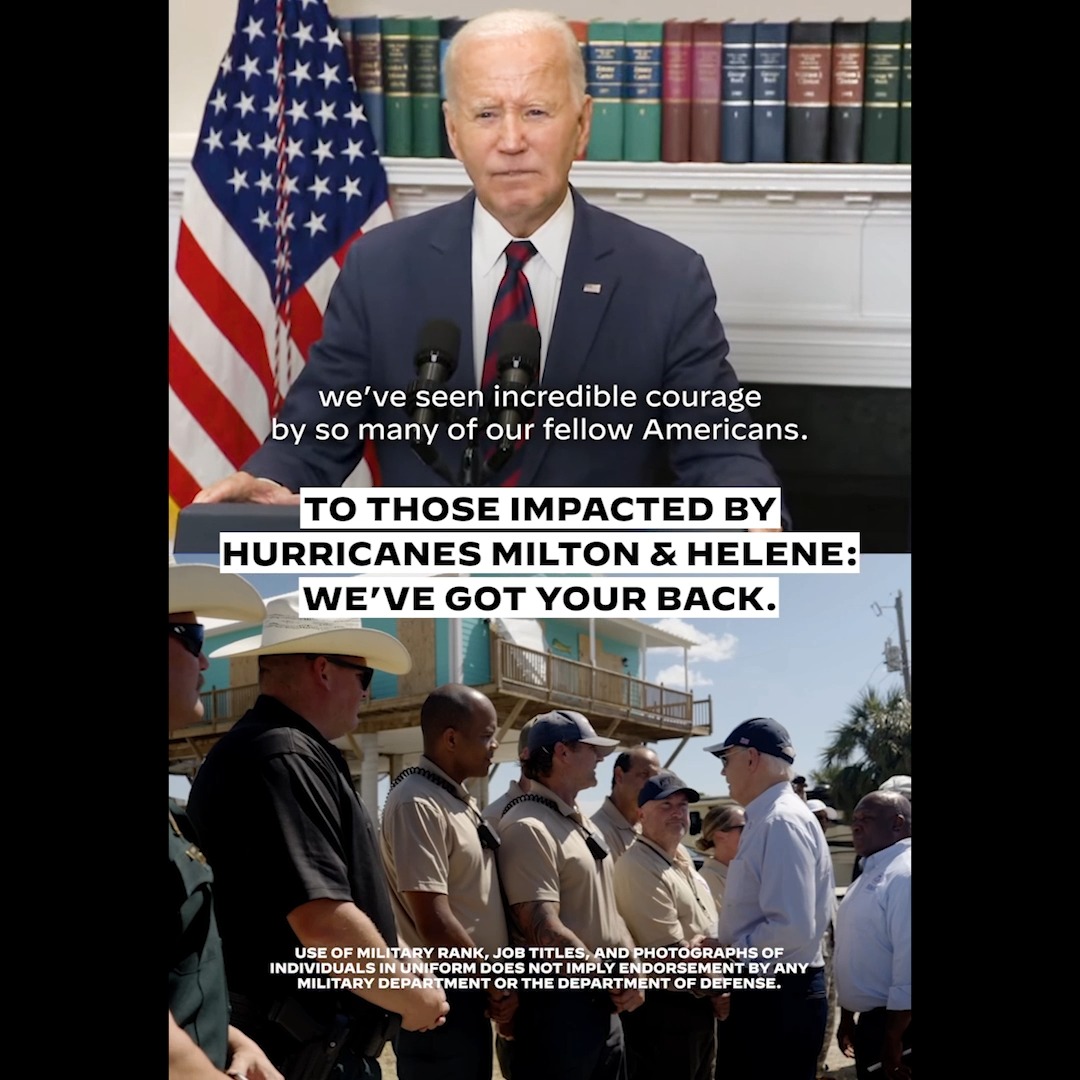 we've seen incredible courage
by so many of our fellow Americans.
TO THOSE IMPACTED BY
HURRICANES MILTON & HELENE:
WE'VE GOT YOUR BACK.
USE OF MILITARY RANK, JOB TITLES, AND PHOTOGRAPHS OF
INDIVIDUALS IN UNIFORM DOES NOT IMPLY ENDORSEMENT BY ANY
MILITARY DEPARTMENT OR THE DEPARTMENT OF DEFENSE.